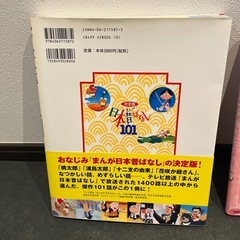 ISBN4-06-211587-1
定価：本体2800円(税別)
決定版
日本昔ばなし
101
おなじみ「まんが日本昔ばなし」の決定版！
「桃太郎」「浦島太郎」「十二支の由来」「花咲か爺さん」
なつかしい話、めずらしい話……、テレビ放送「まんが
日本昔ばなし」で放送された1400話以上の中から
選んだ、傑作101話がこの1冊に！
9784062115872